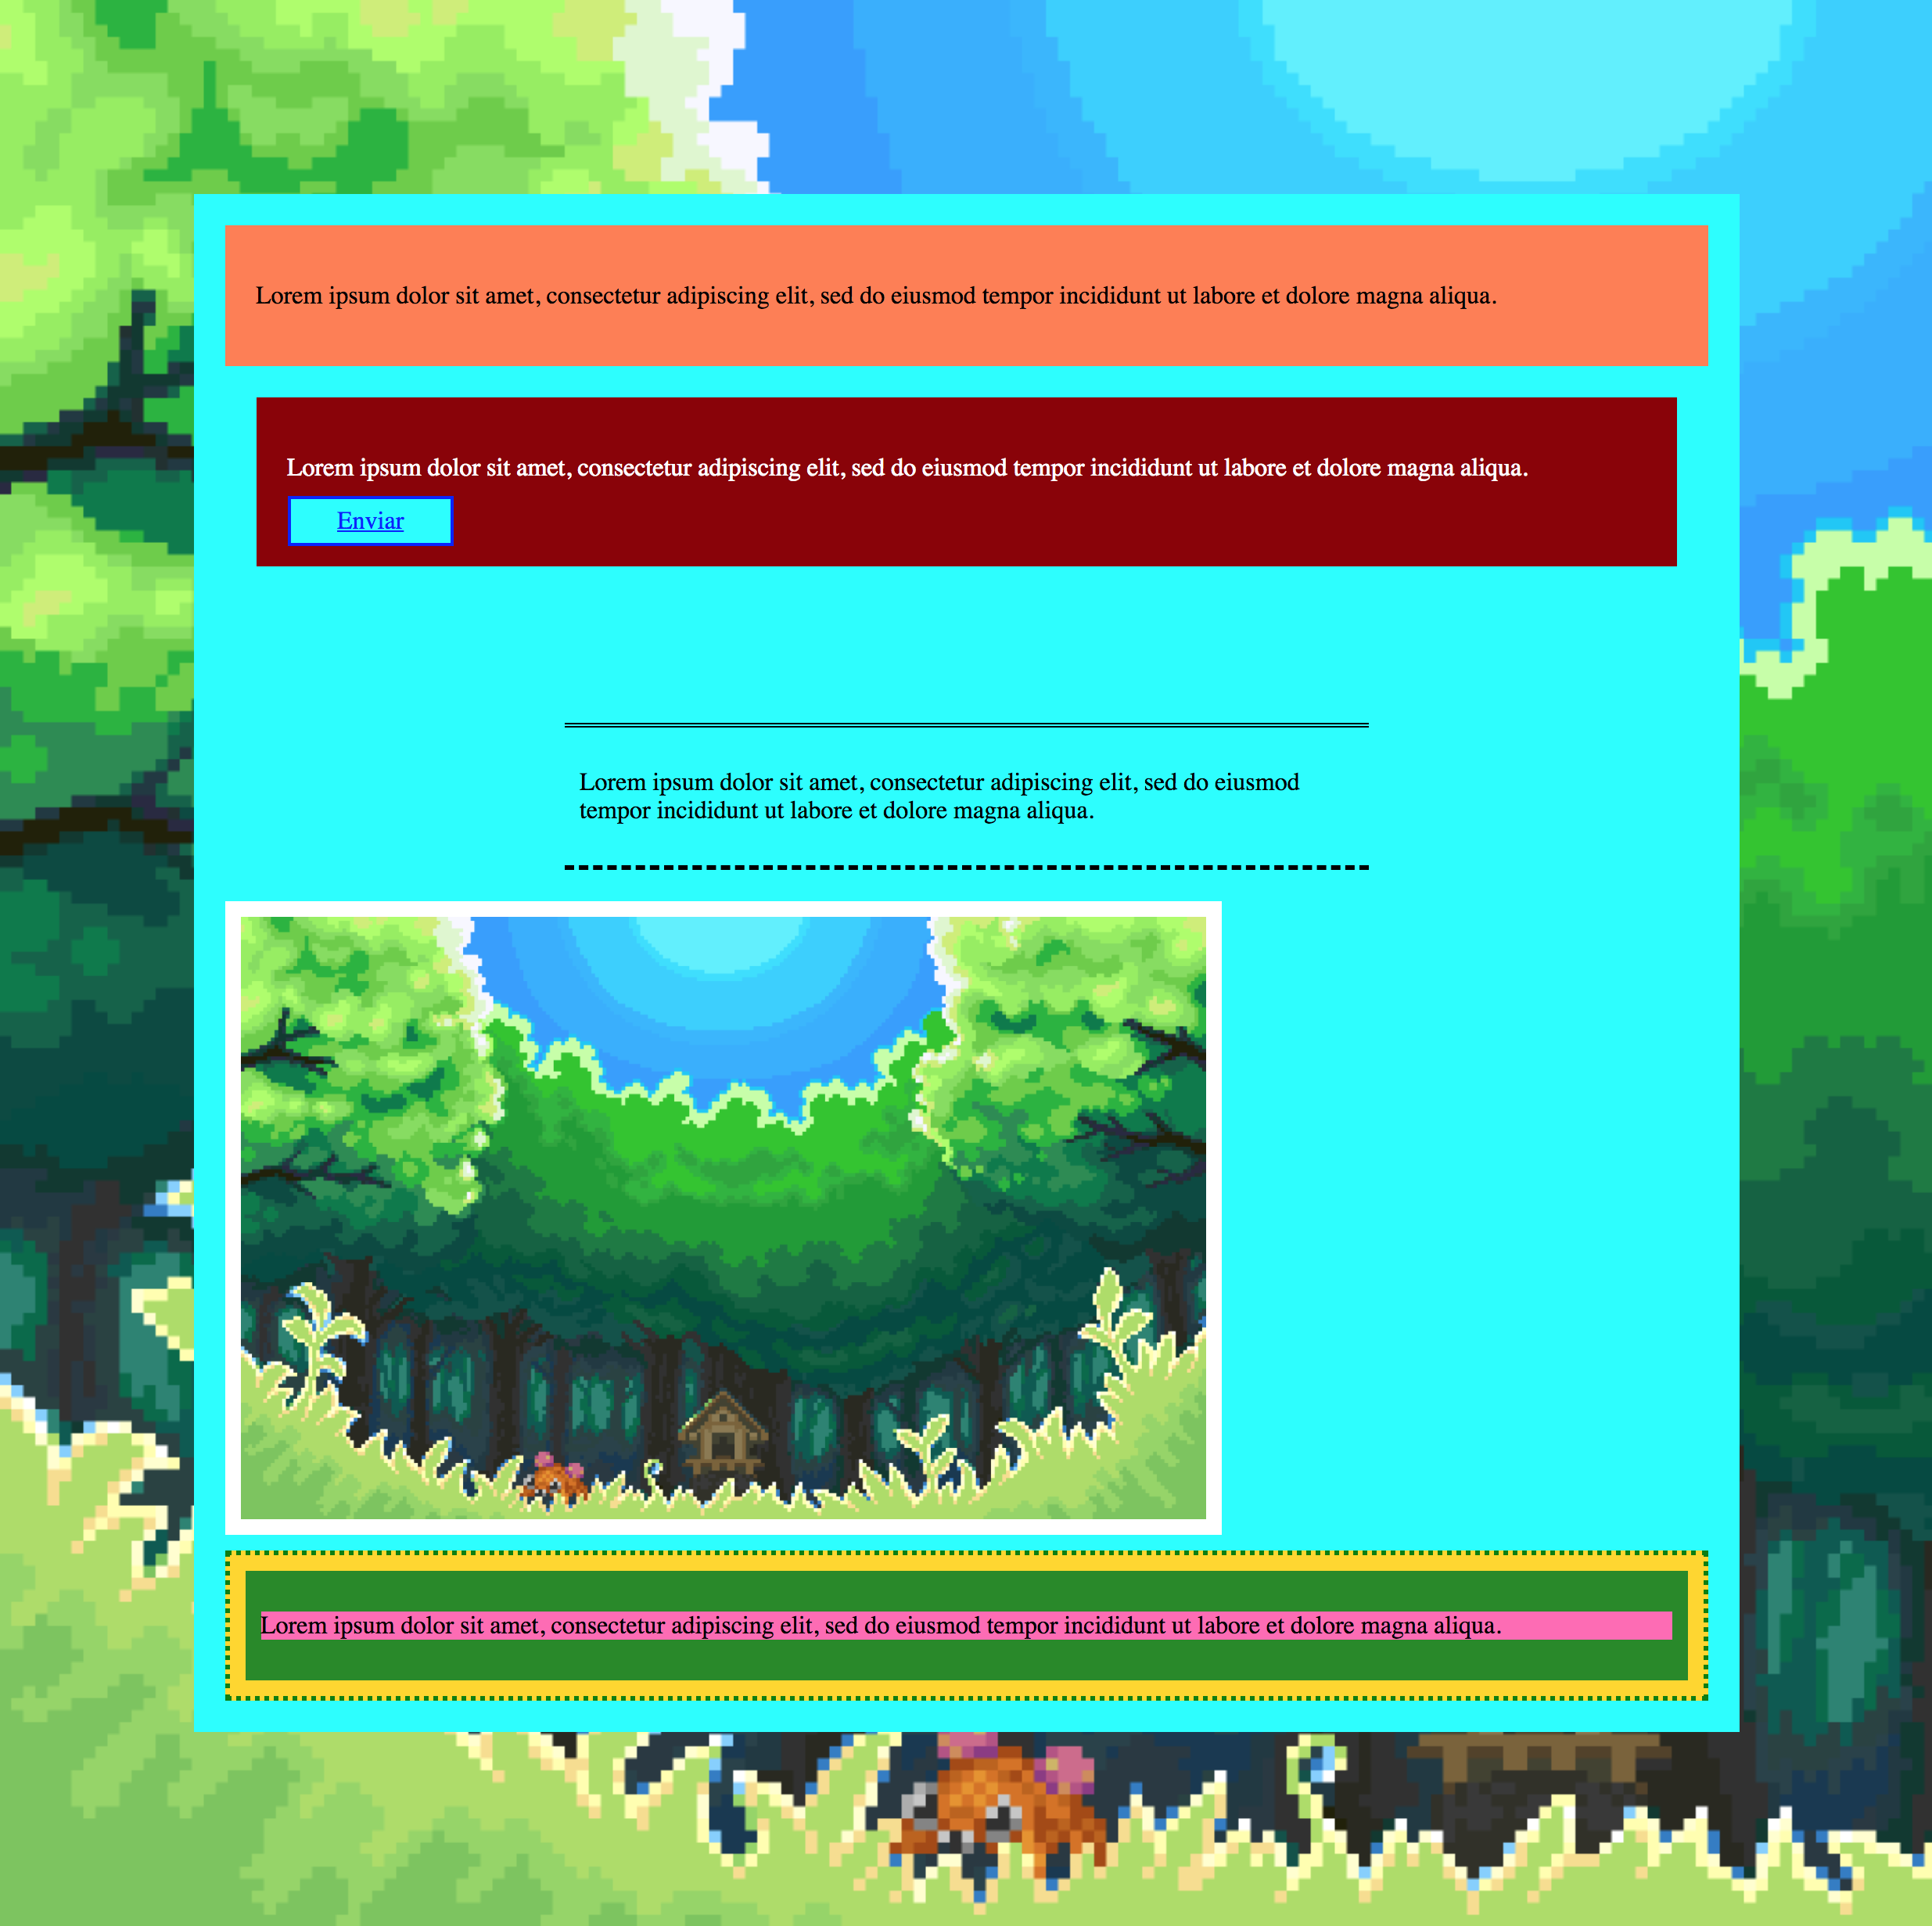 Lorem ipsum dolor sit amet, consectetur adipiscing elit, sed do eiusmod tempor incididunt ut labore et dolore magna aliqua.
Lorem ipsum dolor sit amet, consectetur adipiscing elit, sed do eiusmod tempor incididunt ut labore et dolore magna aliqua.
Enviar
Lorem ipsum dolor sit amet, consectetur adipiscing elit, sed do eiusmod
tempor incididunt ut labore et dolore magna aliqua.
Lorem ipsum dolor sit amet, consectetur adipiscing elit, sed do eiusmod tempor incididunt ut labore et dolore magna aliqua.